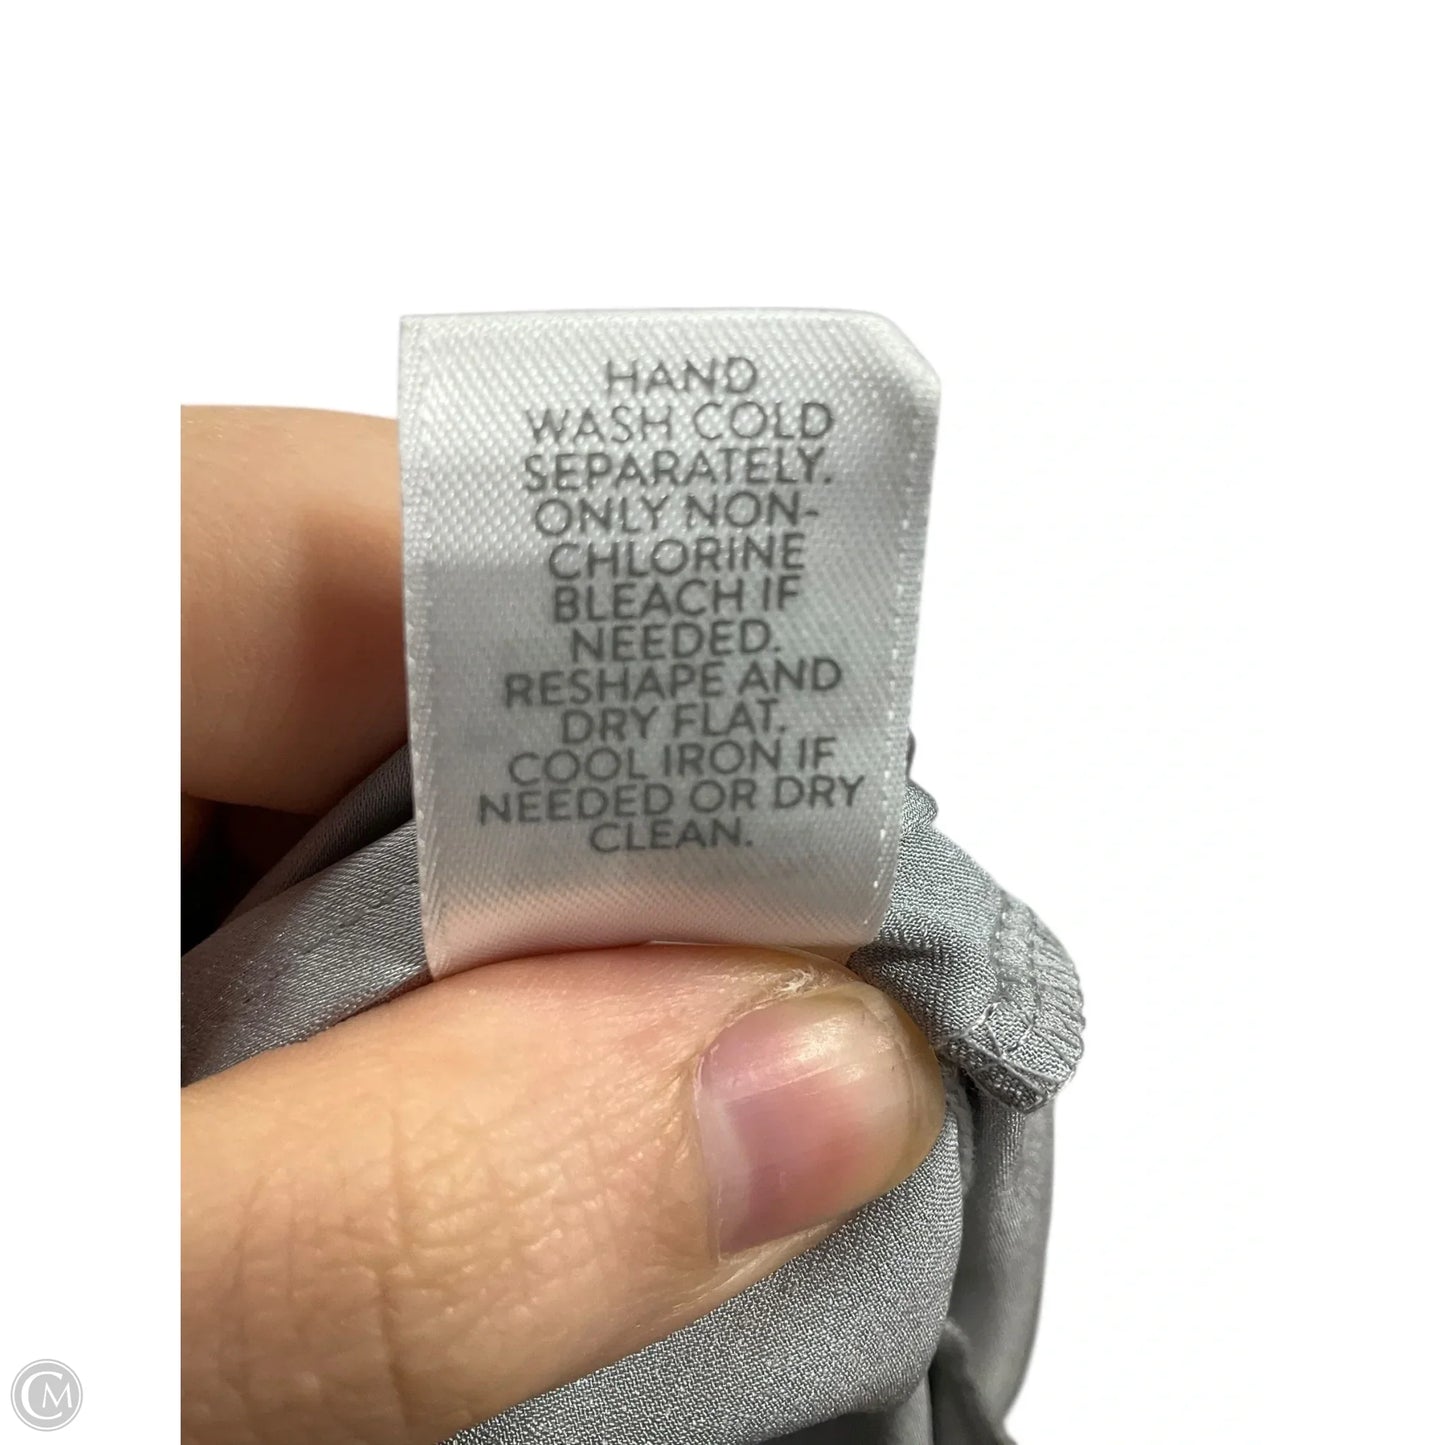 HAND
WASH COLD
SEPARATELY.
ONLY NON-
CHLORINE
BLEACH IF
NEEDED.
RESHAPE AND
DRY FLAT.
COOL IRON IF
NEEDED OR DRY
CLEAN.
CM